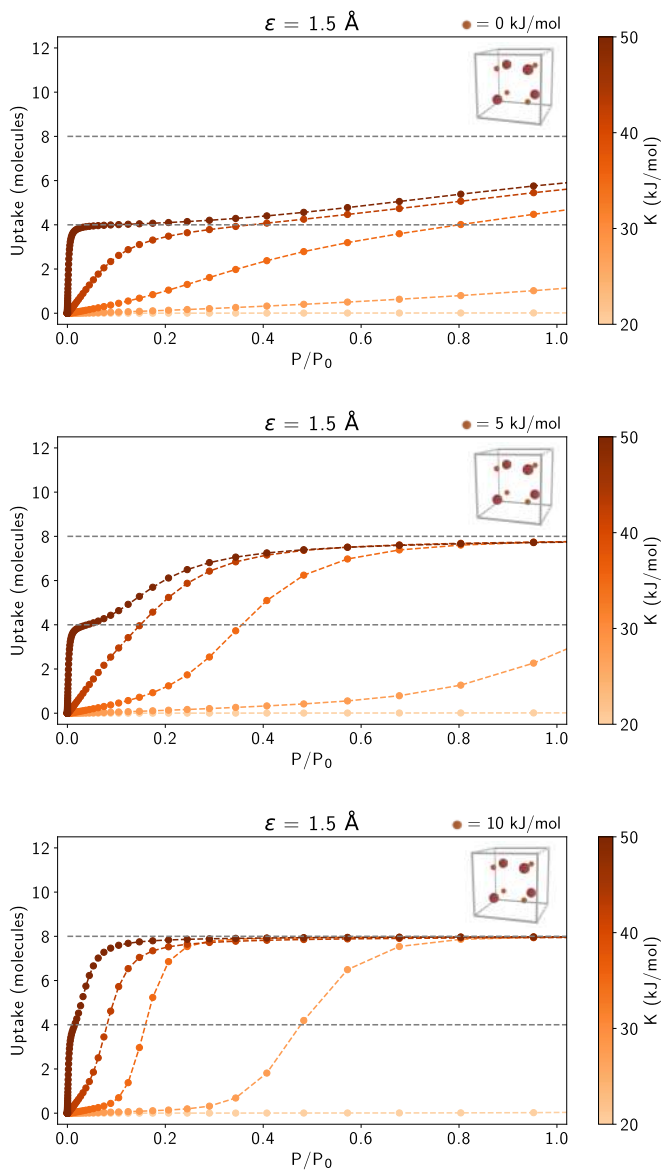 ε = 1.5 Å
= 0 kJ/mol
12
10
8
6
4
2
0
Uptake (molecules)
0.0 0.2 0.4 0.6 0.8 1.0
P/P₀
50
40
30
20
K (kJ/mol)
ε = 1.5 Å
= 5 kJ/mol
12
10
8
6
4
2
0
Uptake (molecules)
0.0 0.2 0.4 0.6 0.8 1.0
P/P₀
50
40
30
20
K (kJ/mol)
ε = 1.5 Å
= 10 kJ/mol
12
10
8
6
4
2
0
Uptake (molecules)
0.0 0.2 0.4 0.6 0.8 1.0
P/P₀
50
40
30
20
K (kJ/mol)